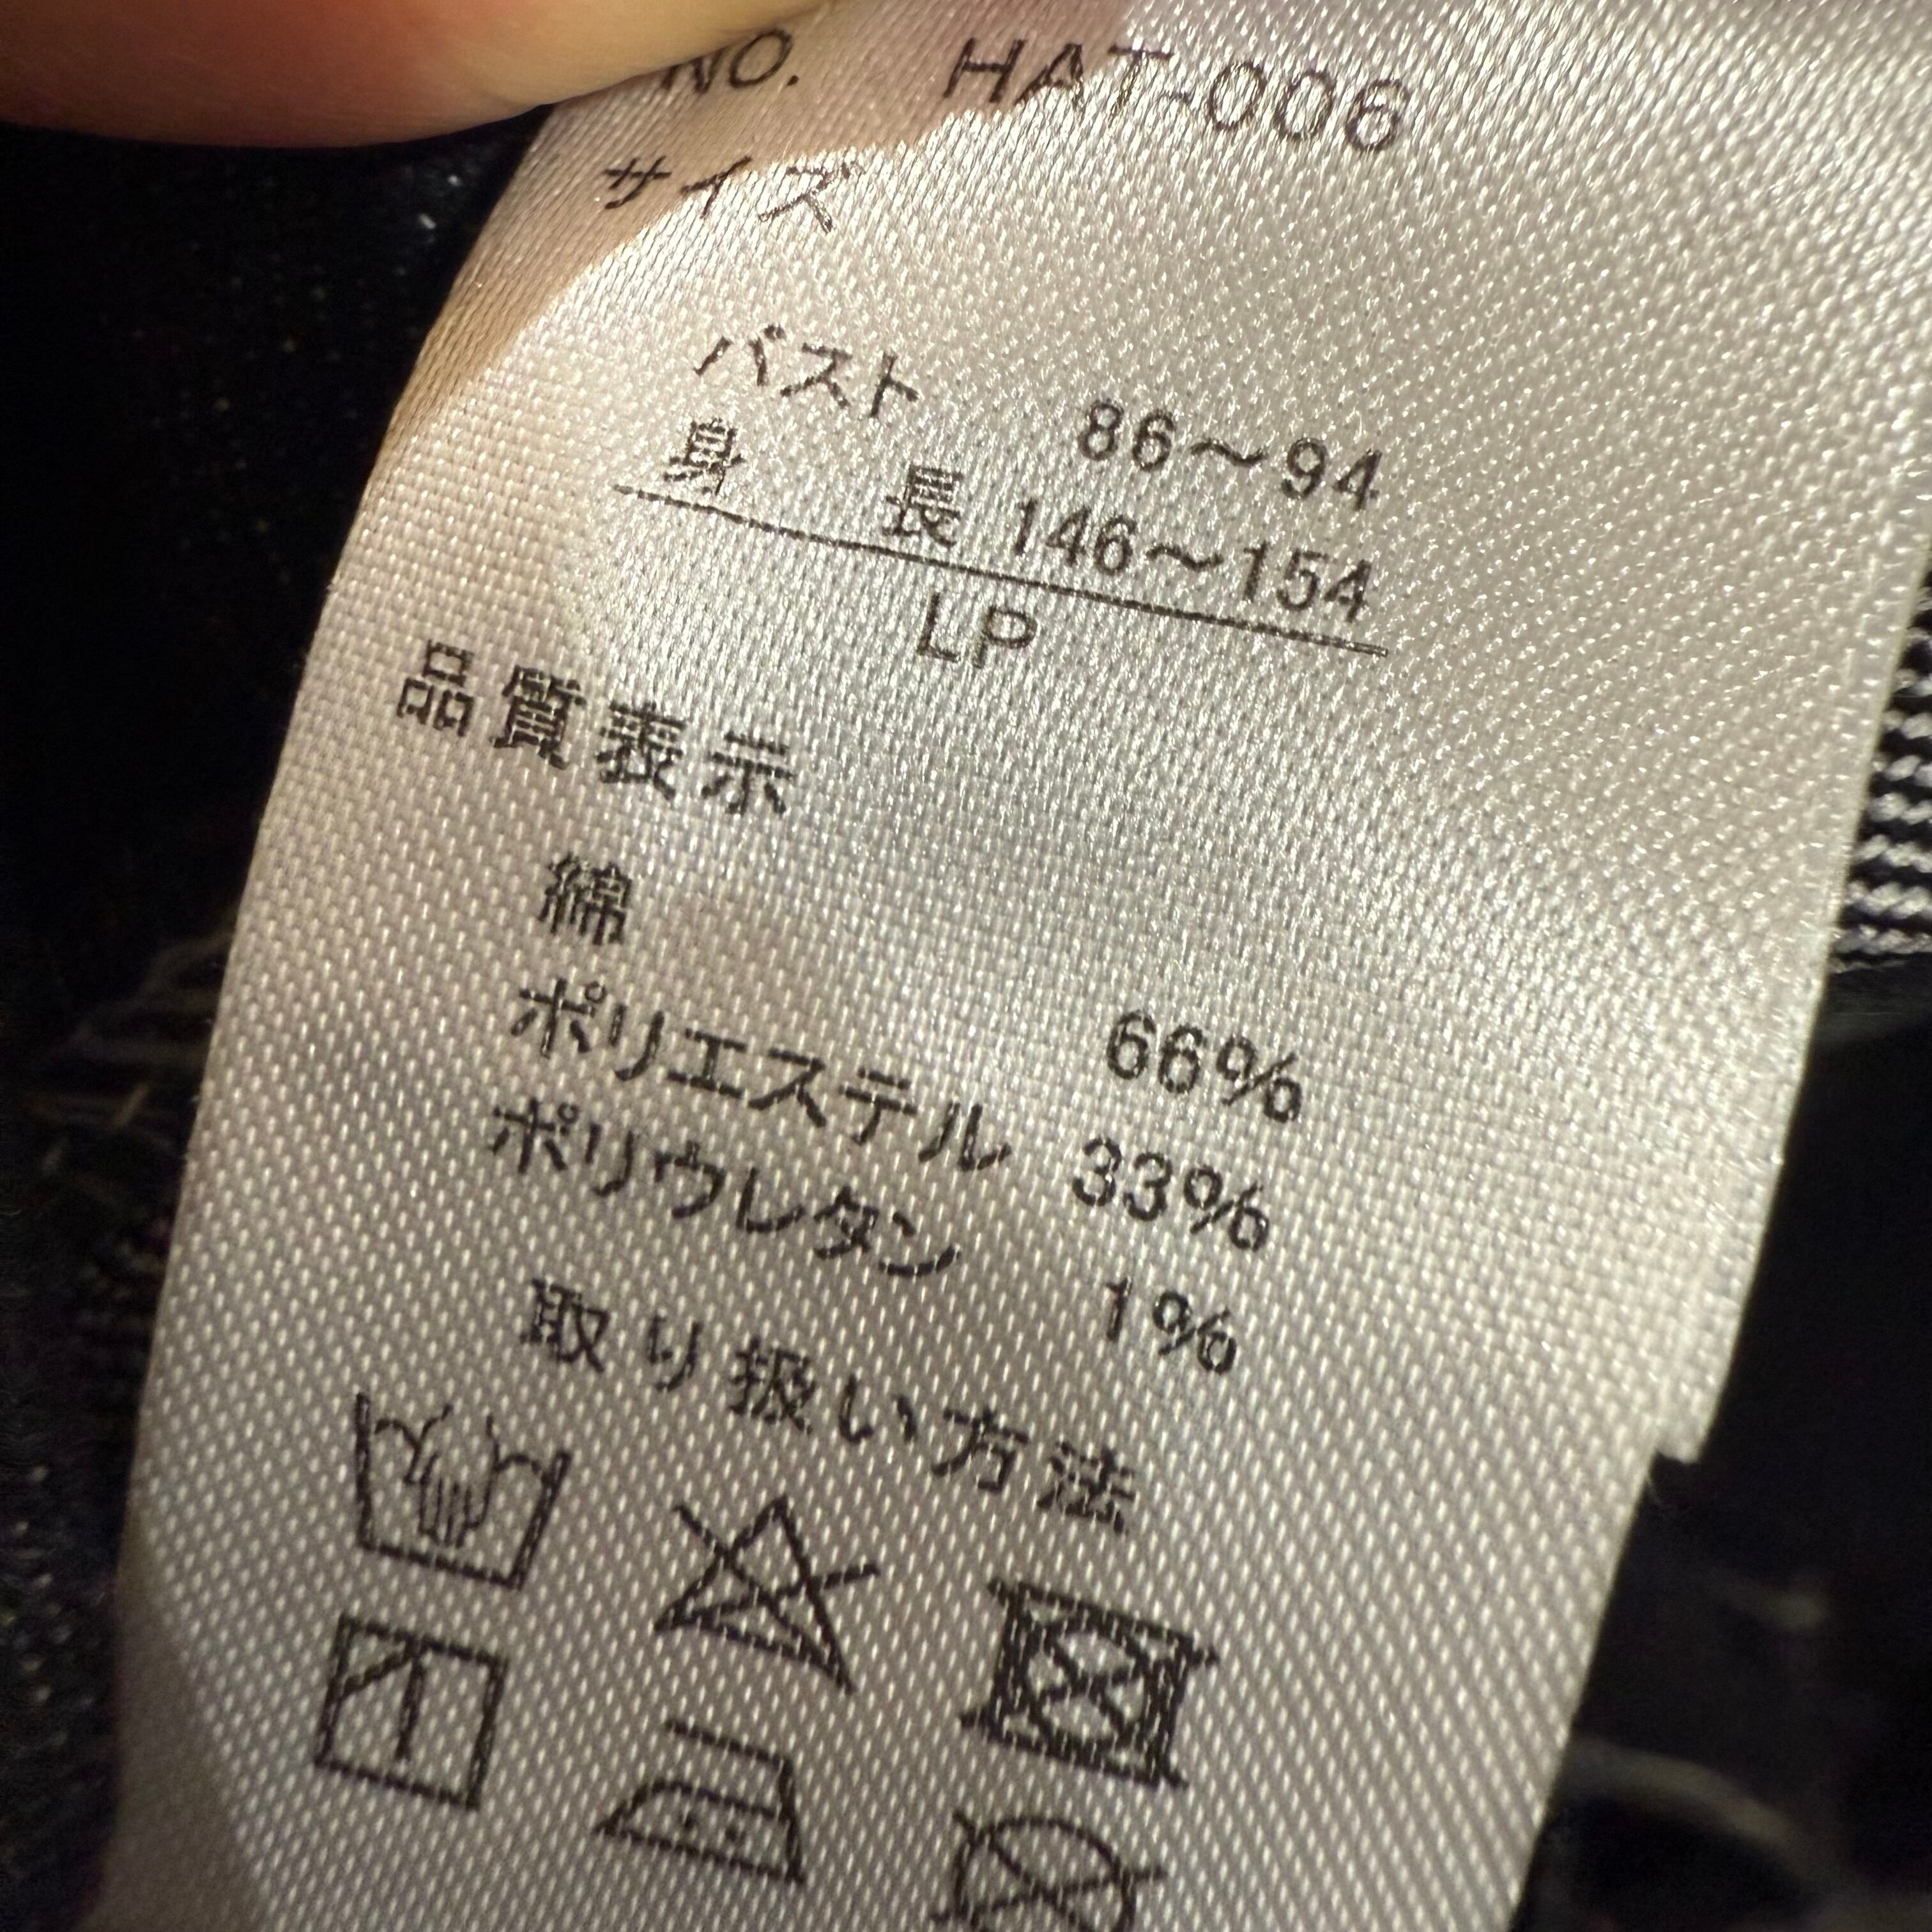 NO. HAT-006
サイズ
バスト 86～94
身 長 146～154
LP
品質表示
綿 66%
ポリエステル 33%
ポリウレタン 1%
取り扱い方法